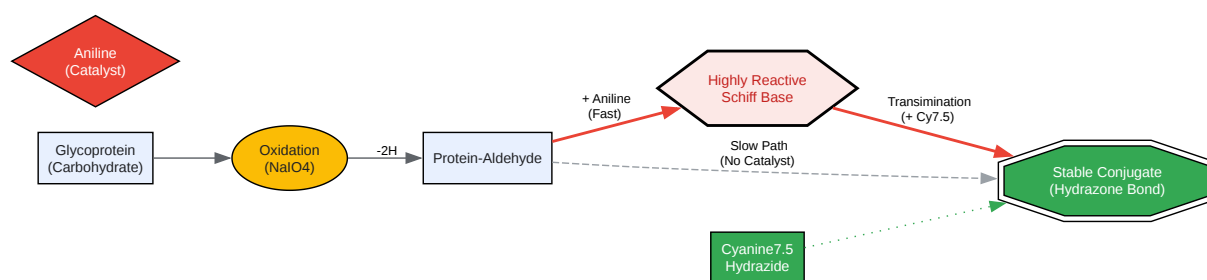 Aniline
(Catalyst)
Glycoprotein
(Carbohydrate)
Oxidation
(NaIO4)
-2H
Protein-Aldehyde
+ Aniline
(Fast)
Highly Reactive
Schiff Base
Transimination
(+ Cy7.5)
Slow Path
(No Catalyst)
Stable Conjugate
(Hydrazone Bond)
Cyanine7.5
Hydrazide